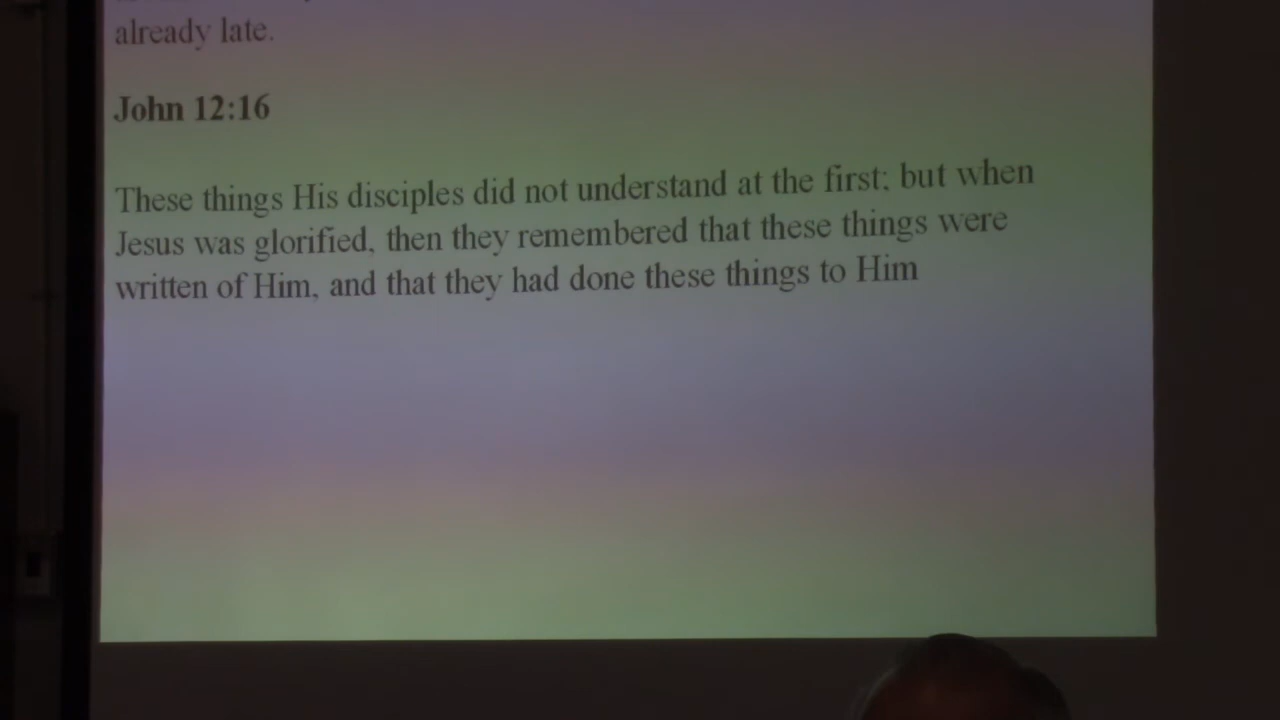 already late.
John 12:16
These things His disciples did not understand at the first; but when
Jesus was glorified, then they remembered that these things were
written of Him, and that they had done these things to Him